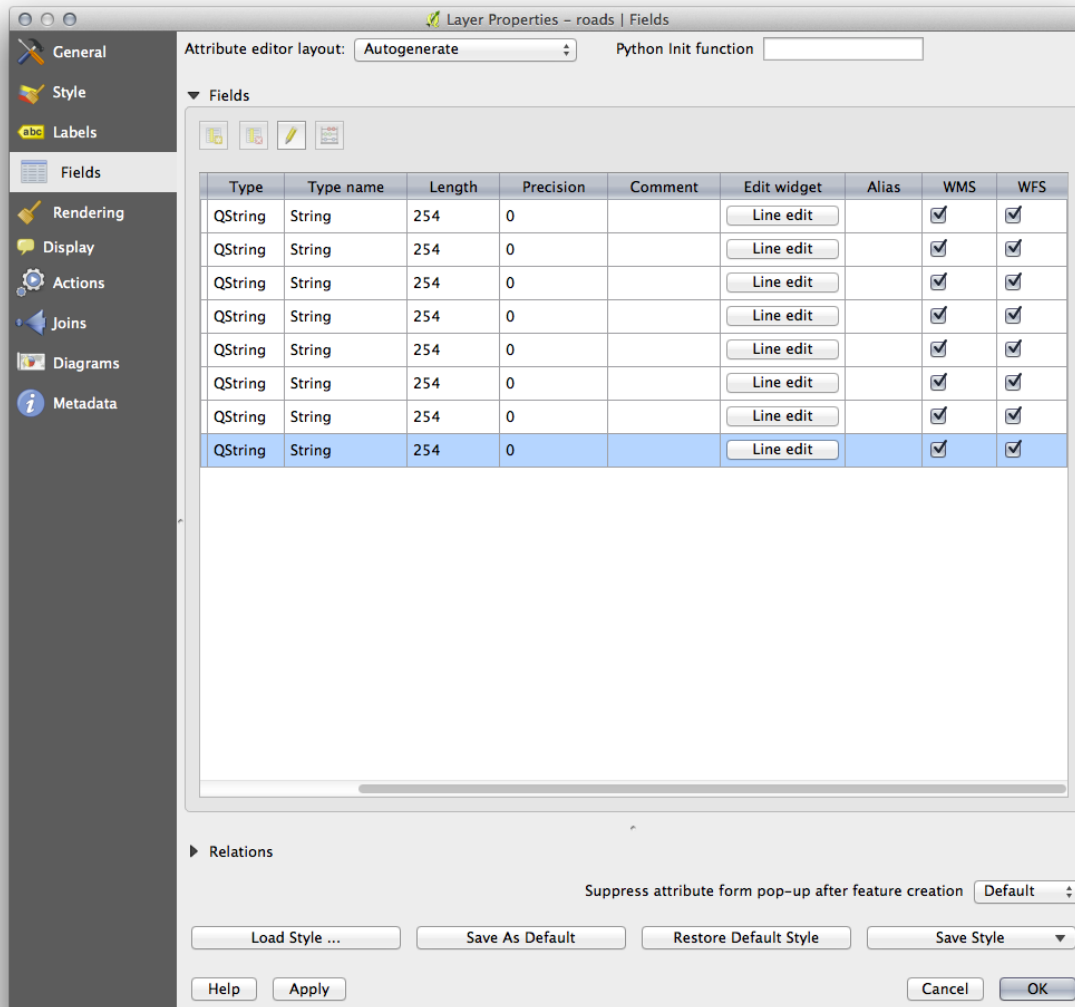 Layer Properties – roads | Fields
General
Style
abc Labels
Fields
Rendering
Display
Actions
Joins
Diagrams
i Metadata
Attribute editor layout: Autogenerate Python Init function
Fields
Type Type name Length Precision Comment Edit widget Alias WMS WFS
QString String 254 0 Line edit
QString String 254 0 Line edit
QString String 254 0 Line edit
QString String 254 0 Line edit
QString String 254 0 Line edit
QString String 254 0 Line edit
QString String 254 0 Line edit
QString String 254 0 Line edit
Relations
Suppress attribute form pop-up after feature creation Default
Load Style ... Save As Default Restore Default Style Save Style
Help Apply Cancel OK